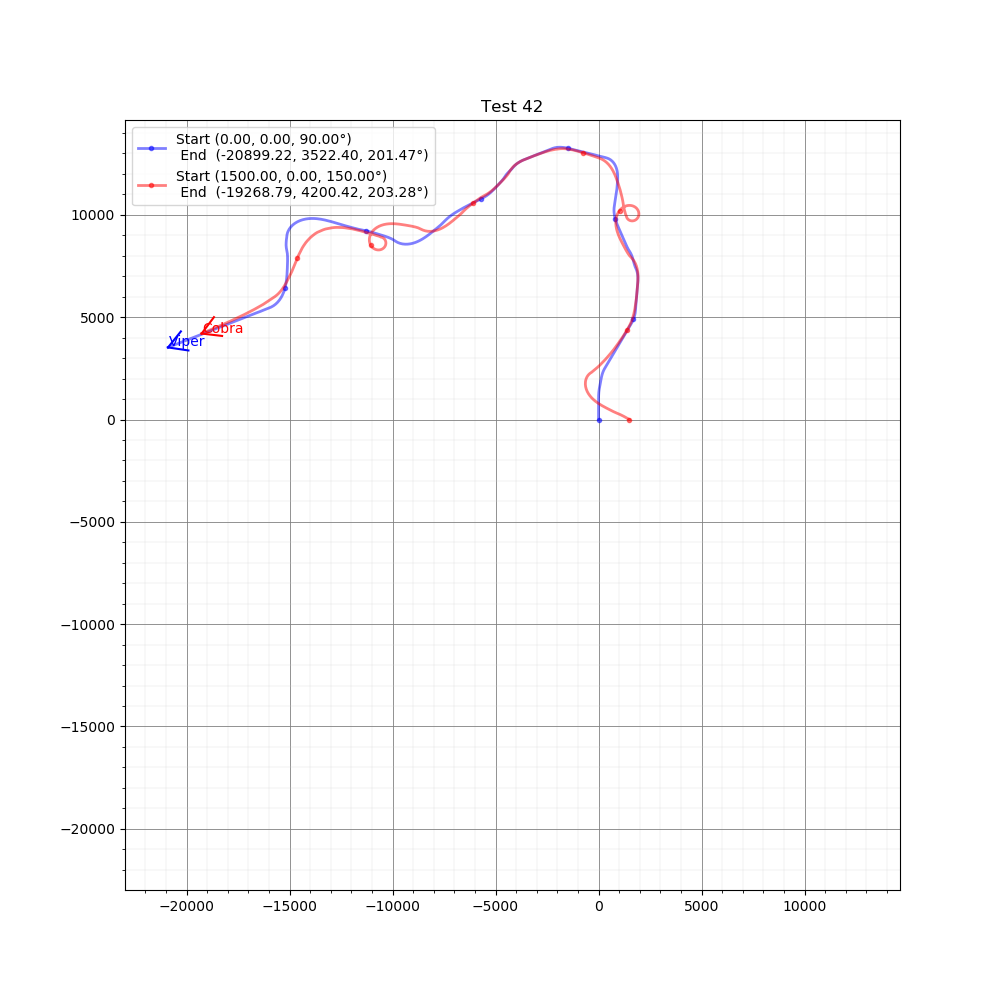 Test 42
Start (0.00, 0.00, 90.00°)
End (-20899.22, 3522.40, 201.47°)
Start (1500.00, 0.00, 150.00°)
End (-19268.79, 4200.42, 203.28°)
10000
5000
0
−5000
−10000
−15000
−20000
Cobra
Viper
−20000 −15000 −10000 −5000 0 5000 10000